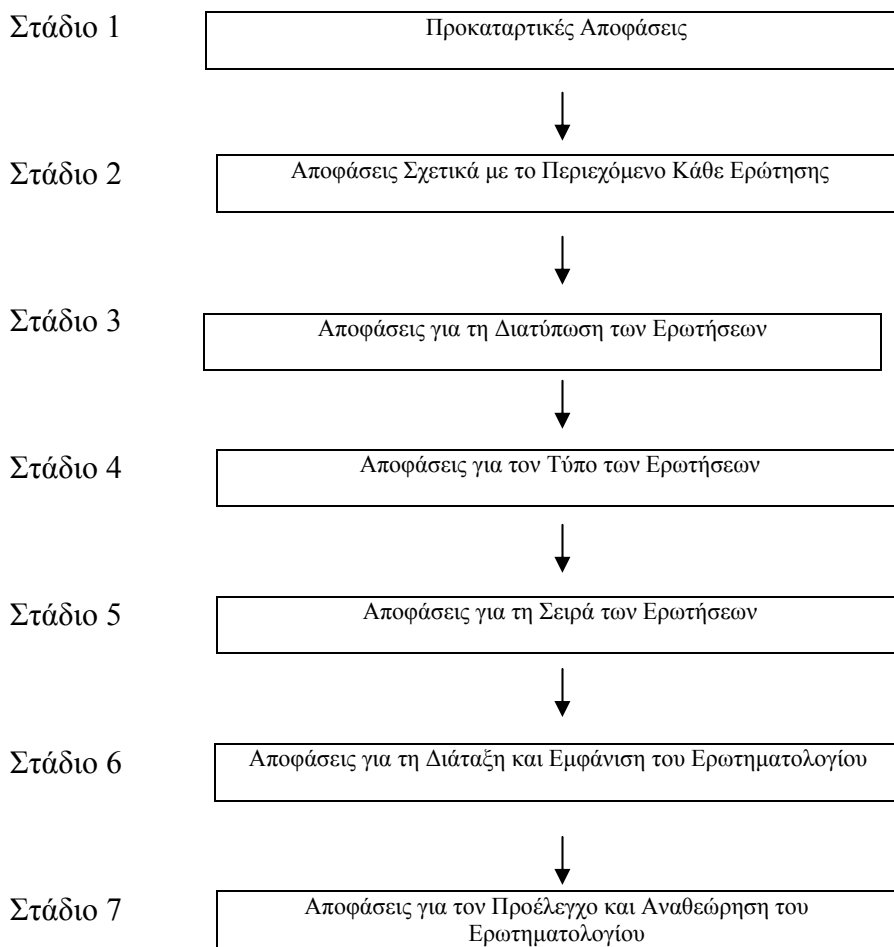 Στάδιο 1
Προκαταρτικές Αποφάσεις
Στάδιο 2
Αποφάσεις Σχετικά με το Περιεχόμενο Κάθε Ερώτησης
Στάδιο 3
Αποφάσεις για τη Διατύπωση των Ερωτήσεων
Στάδιο 4
Αποφάσεις για τον Τύπο των Ερωτήσεων
Στάδιο 5
Αποφάσεις για τη Σειρά των Ερωτήσεων
Στάδιο 6
Αποφάσεις για τη Διάταξη και Εμφάνιση του Ερωτηματολογίου
Στάδιο 7
Αποφάσεις για τον Προέλεγχο και Αναθεώρηση του
Ερωτηματολογίου